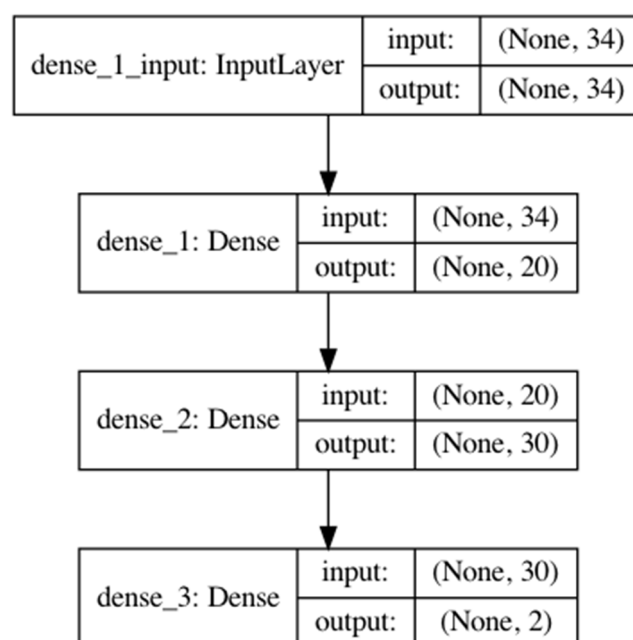 dense_1_input: InputLayer
input:
(None, 34)
output:
(None, 34)
dense_1: Dense
input:
(None, 34)
output:
(None, 20)
dense_2: Dense
input:
(None, 20)
output:
(None, 30)
dense_3: Dense
input:
(None, 30)
output:
(None, 2)